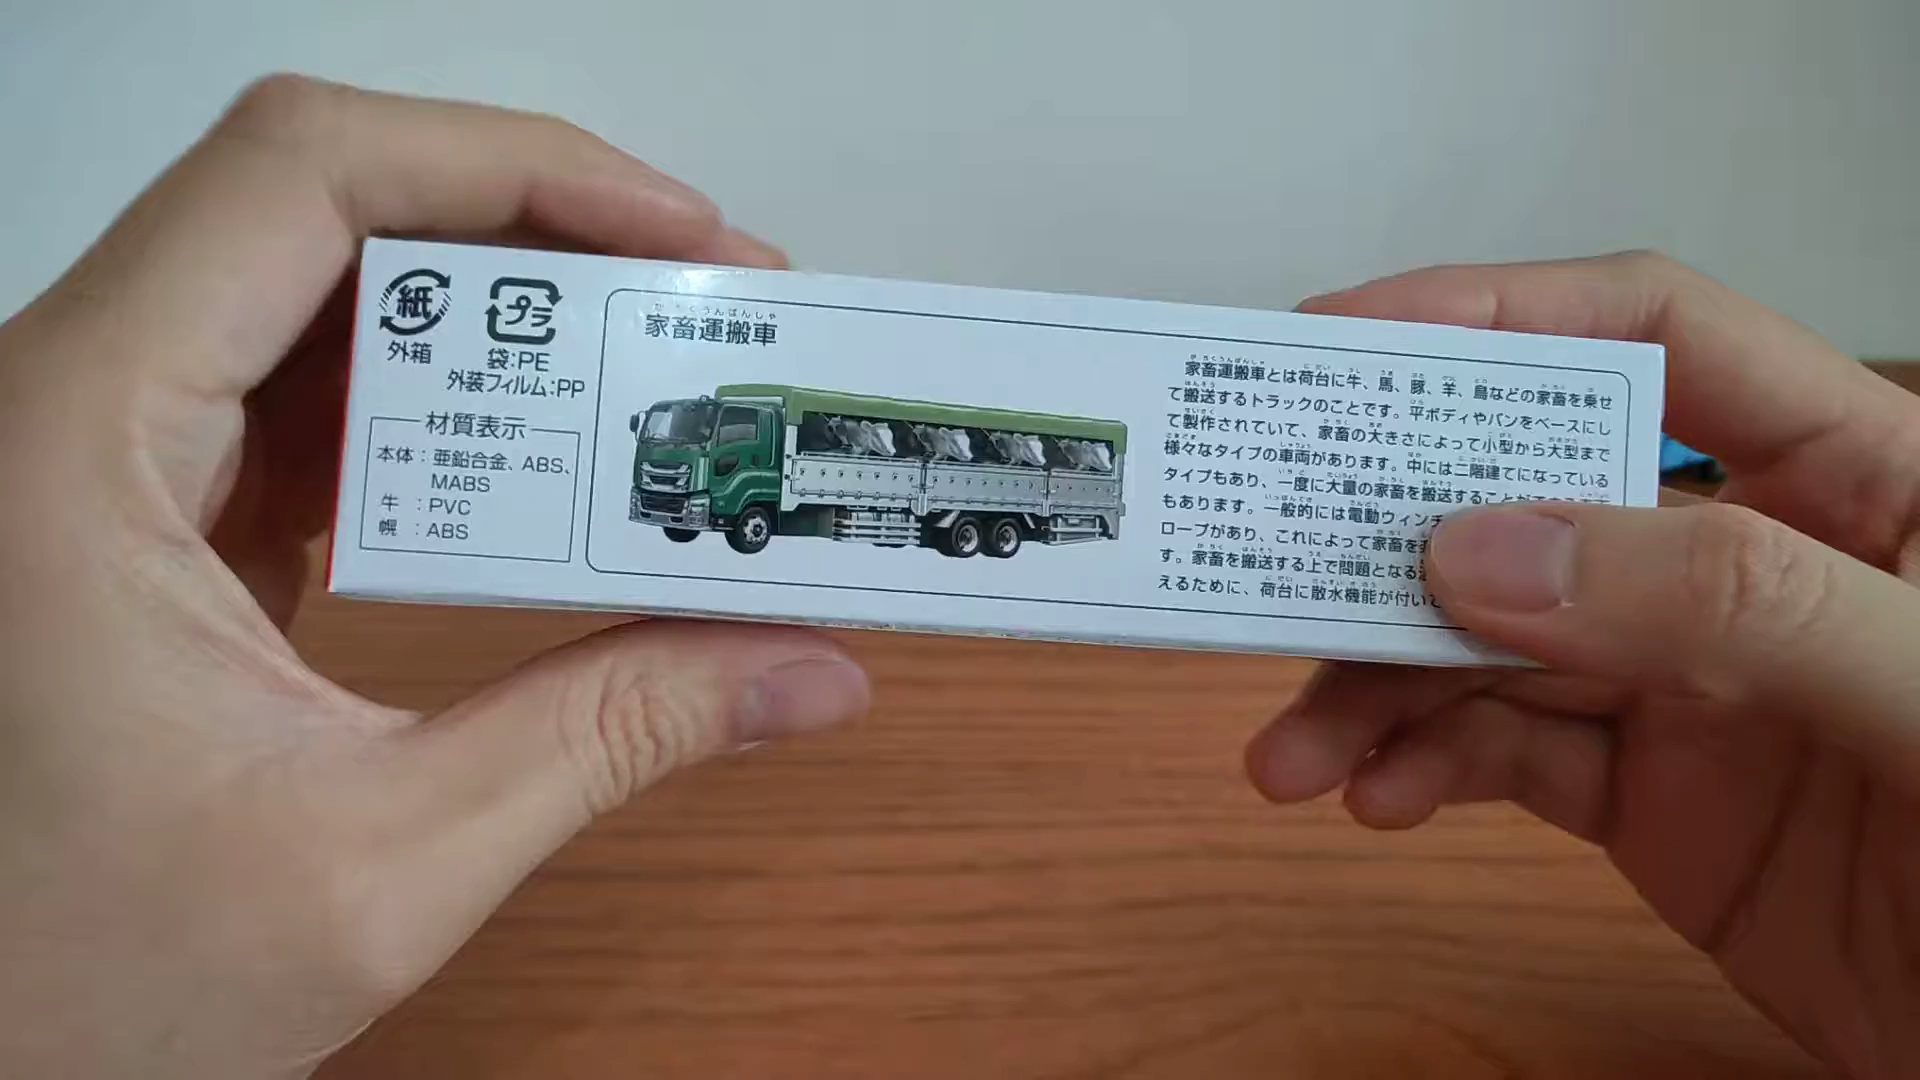 紙
外箱
プラ
袋:PE
外装フィルム:PP
材質表示
本体:亜鉛合金、ABS、
MABS
牛 :PVC
幌 :ABS
家畜運搬車
家畜運搬車とは荷台に牛、馬、豚、羊、鳥などの家畜を乗せ
て搬送するトラックのことです。平ボディやバンをベースにし
て製作されていて、家畜の大きさによって小型から大型まで
様々なタイプの車両があります。中には二階建てになっている
タイプもあり、一度に大量の家畜を搬送することが
もあります。一般的には電動ウィンチ
ロープがあり、これによって家畜を
す。家畜を搬送する上で問題となる
えるために、荷台に散水機能が付いて